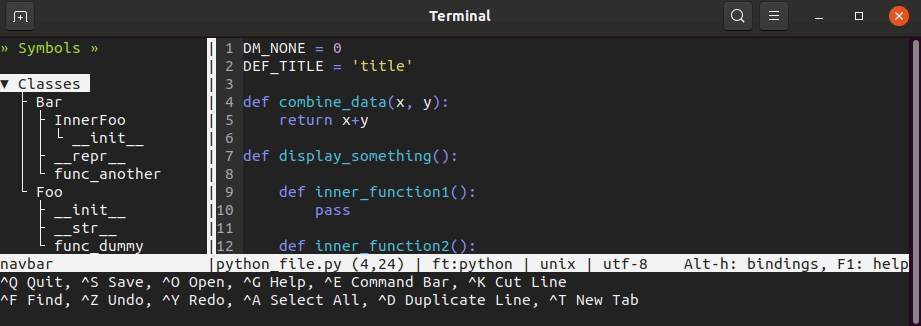 Terminal
» Symbols »
▼ Classes
Bar
InnerFoo
__init__
__repr__
func_another
Foo
__init__
__str__
func_dummy
1 DM_NONE = 0
2 DEF_TITLE = 'title'
3
4 def combine_data(x, y):
5     return x+y
6
7 def display_something():
8
9     def inner_function1():
10         pass
11
12     def inner_function2():
navbar |python_file.py (4,24) | ft:python | unix | utf-8 Alt-h: bindings, F1: help
^Q Quit, ^S Save, ^O Open, ^G Help, ^E Command Bar, ^K Cut Line
^F Find, ^Z Undo, ^Y Redo, ^A Select All, ^D Duplicate Line, ^T New Tab